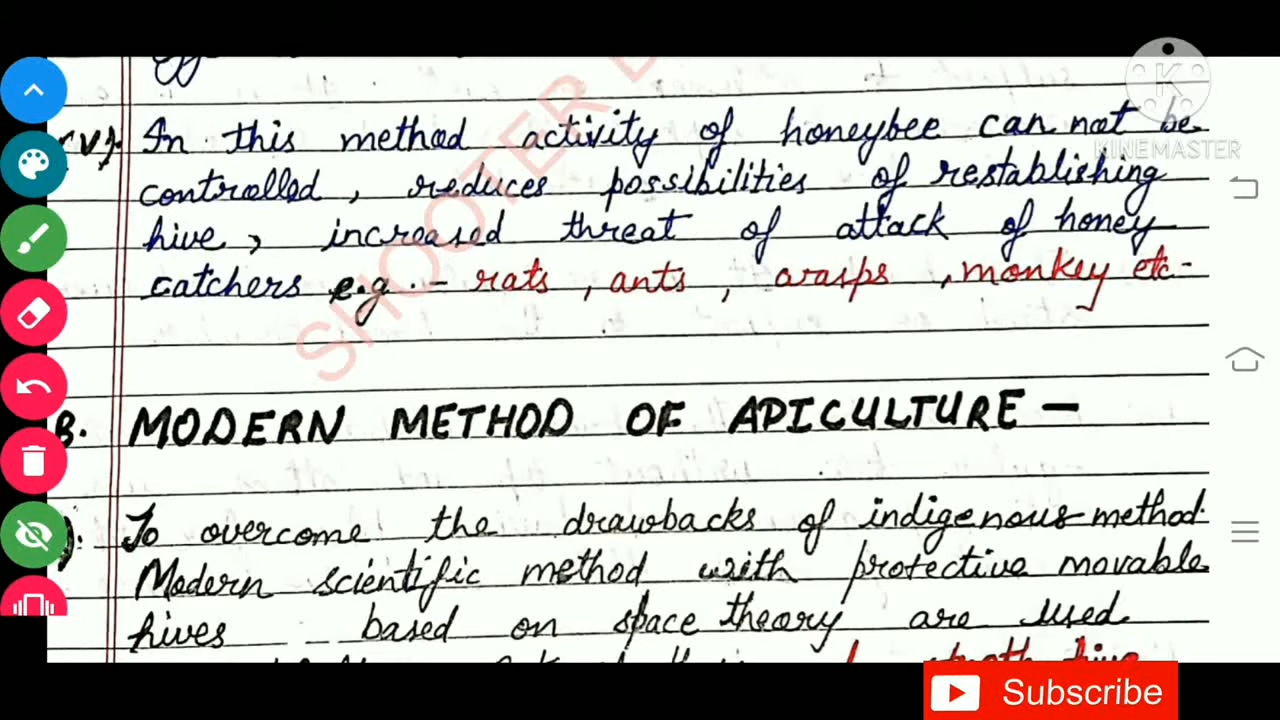 SHOOTER
K
KINEMASTER
(V). In this method activity of honeybee can not be
controlled, reduces possibilities of restablishing
hive, increased threat of attack of honey
catchers e.g. - rats, ants, wasps, monkey etc-
B. MODERN METHOD OF APICULTURE —
To overcome the drawbacks of indigenous method.
Modern scientific method with protective movable
hives based on space theory are used
hive
Subscribe